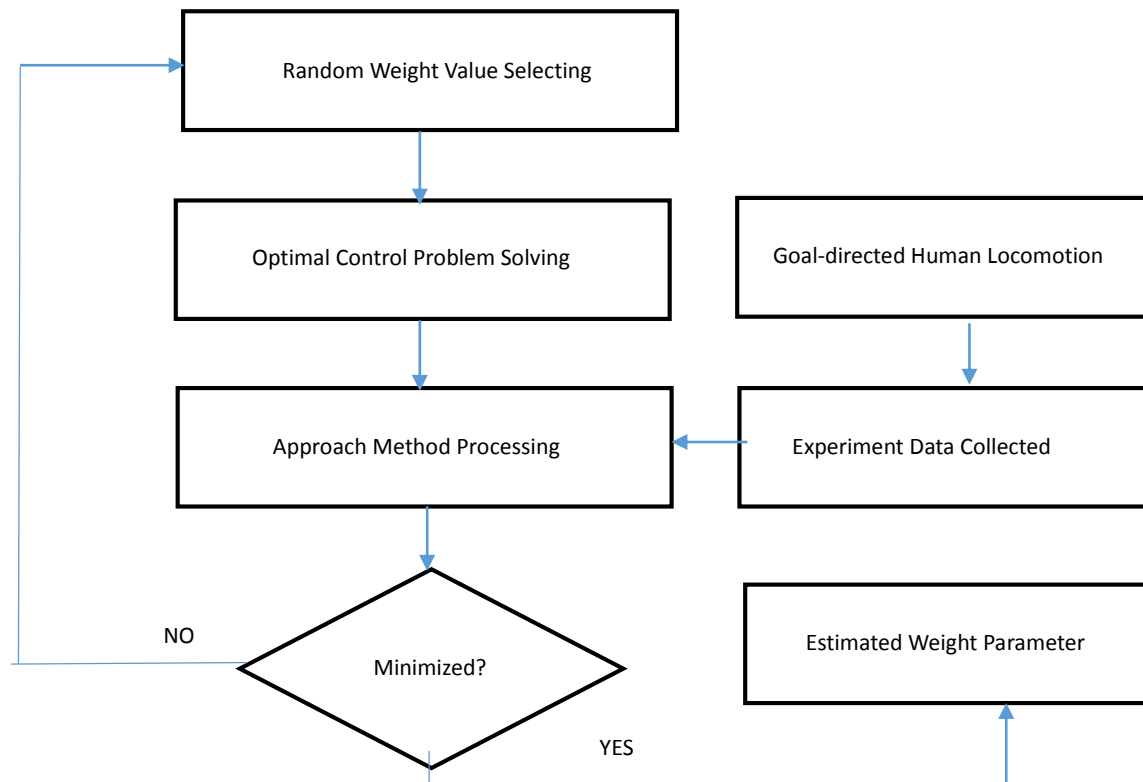 Random Weight Value Selecting
Optimal Control Problem Solving
Goal-directed Human Locomotion
Approach Method Processing
Experiment Data Collected
NO
Minimized?
Estimated Weight Parameter
YES